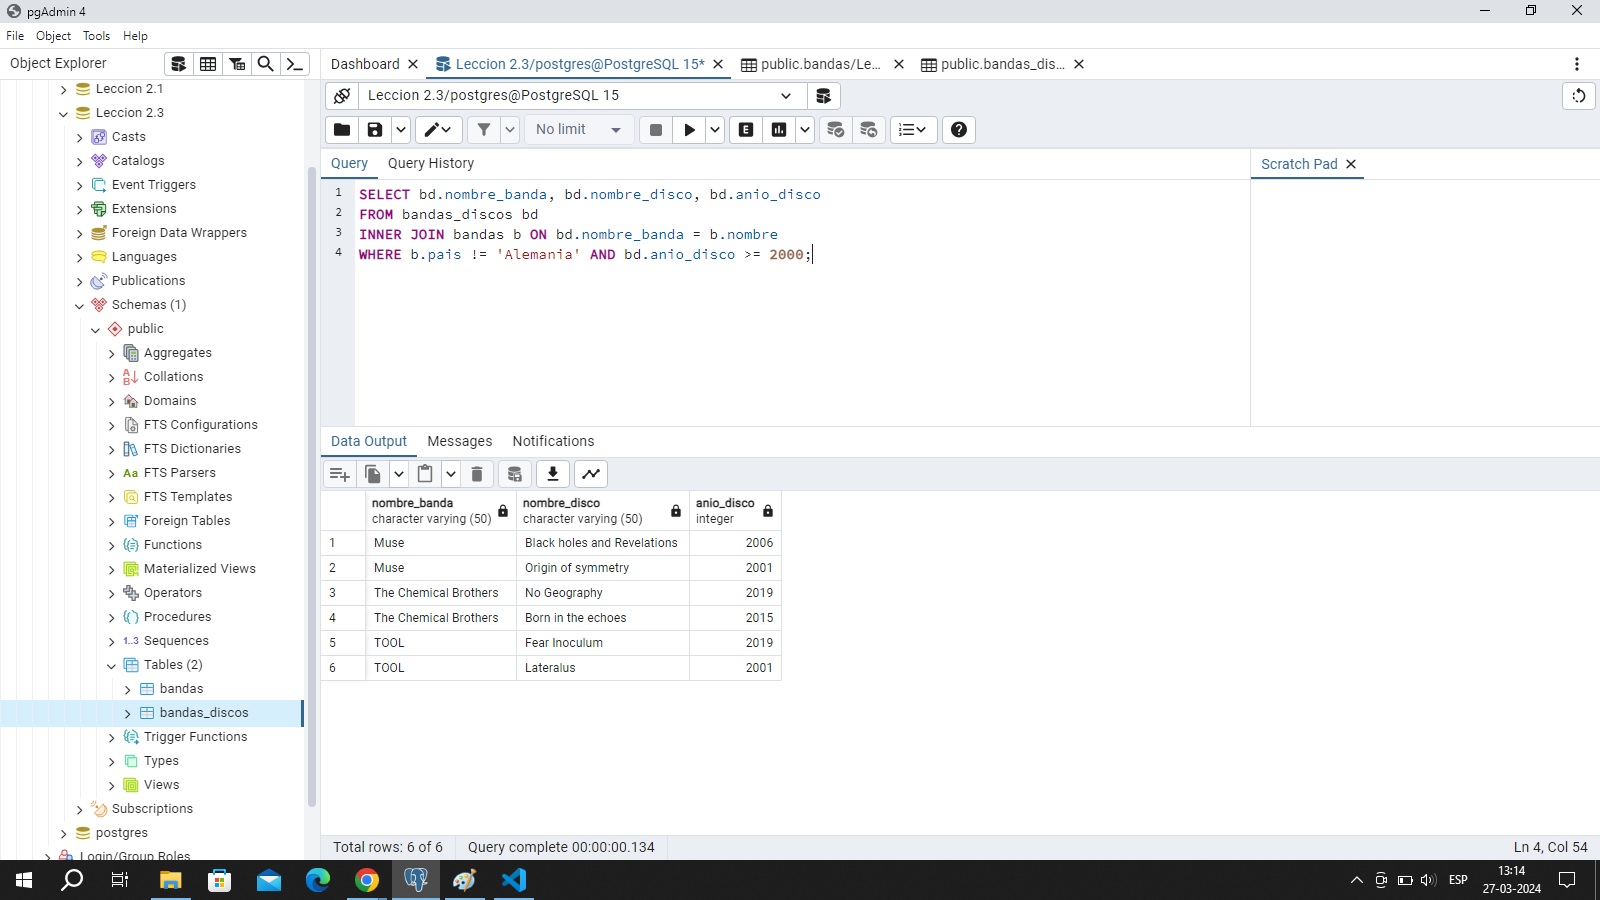 pgAdmin 4
File Object Tools Help
Object Explorer
Dashboard
Leccion 2.3/postgres@PostgreSQL 15*
public.bandas/Le...
public.bandas_dis...
Leccion 2.1
Leccion 2.3
Casts
Catalogs
Event Triggers
Extensions
Foreign Data Wrappers
Languages
Publications
Schemas (1)
public
Aggregates
Collations
Domains
FTS Configurations
FTS Dictionaries
Aa FTS Parsers
FTS Templates
Foreign Tables
Functions
Materialized Views
Operators
Procedures
1..3 Sequences
Tables (2)
bandas
bandas_discos
Trigger Functions
Types
Views
Subscriptions
postgres
Login/Group Roles
Leccion 2.3/postgres@PostgreSQL 15
No limit
E
Query Query History
Scratch Pad
1 SELECT bd.nombre_banda, bd.nombre_disco, bd.anio_disco
2 FROM bandas_discos bd
3 INNER JOIN bandas b ON bd.nombre_banda = b.nombre
4 WHERE b.pais != 'Alemania' AND bd.anio_disco >= 2000;
Data Output Messages Notifications
nombre_banda nombre_disco anio_disco
character varying (50) character varying (50) integer
1 Muse Black holes and Revelations 2006
2 Muse Origin of symmetry 2001
3 The Chemical Brothers No Geography 2019
4 The Chemical Brothers Born in the echoes 2015
5 TOOL Fear Inoculum 2019
6 TOOL Lateralus 2001
Total rows: 6 of 6 Query complete 00:00:00.134 Ln 4, Col 54
ESP
13:14
27-03-2024